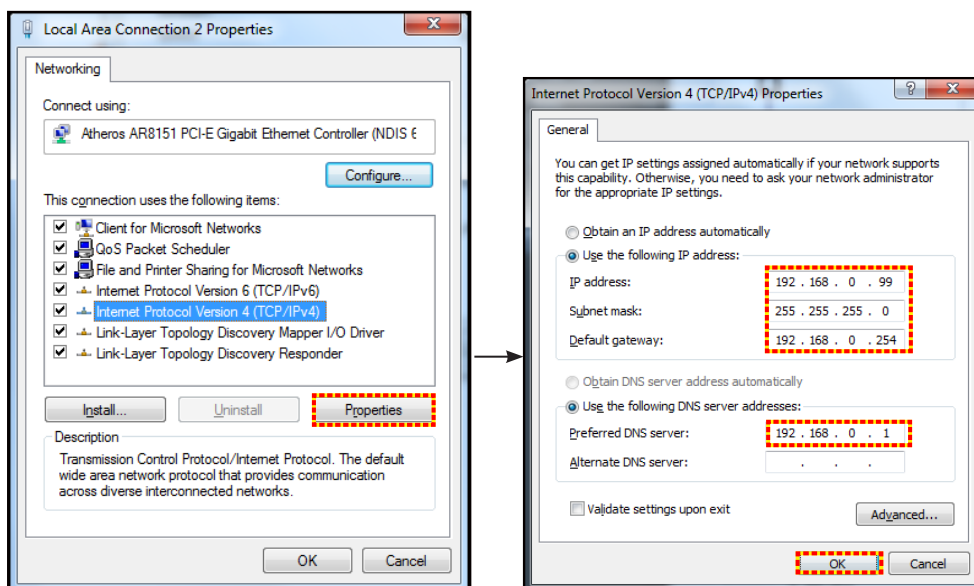 Local Area Connection 2 Properties
Networking
Connect using:
Atheros AR8151 PCI-E Gigabit Ethernet Controller (NDIS 6
Configure...
This connection uses the following items:
Client for Microsoft Networks
QoS Packet Scheduler
File and Printer Sharing for Microsoft Networks
Internet Protocol Version 6 (TCP/IPv6)
Internet Protocol Version 4 (TCP/IPv4)
Link-Layer Topology Discovery Mapper I/O Driver
Link-Layer Topology Discovery Responder
Install... Uninstall Properties
Description
Transmission Control Protocol/Internet Protocol. The default
wide area network protocol that provides communication
across diverse interconnected networks.
OK Cancel
Internet Protocol Version 4 (TCP/IPv4) Properties
General
You can get IP settings assigned automatically if your network supports
this capability. Otherwise, you need to ask your network administrator
for the appropriate IP settings.
Obtain an IP address automatically
Use the following IP address:
IP address: 192 . 168 . 0 . 99
Subnet mask: 255 . 255 . 255 . 0
Default gateway: 192 . 168 . 0 . 254
Obtain DNS server address automatically
Use the following DNS server addresses:
Preferred DNS server: 192 . 168 . 0 . 1
Alternate DNS server: . . .
Validate settings upon exit
Advanced...
OK Cancel